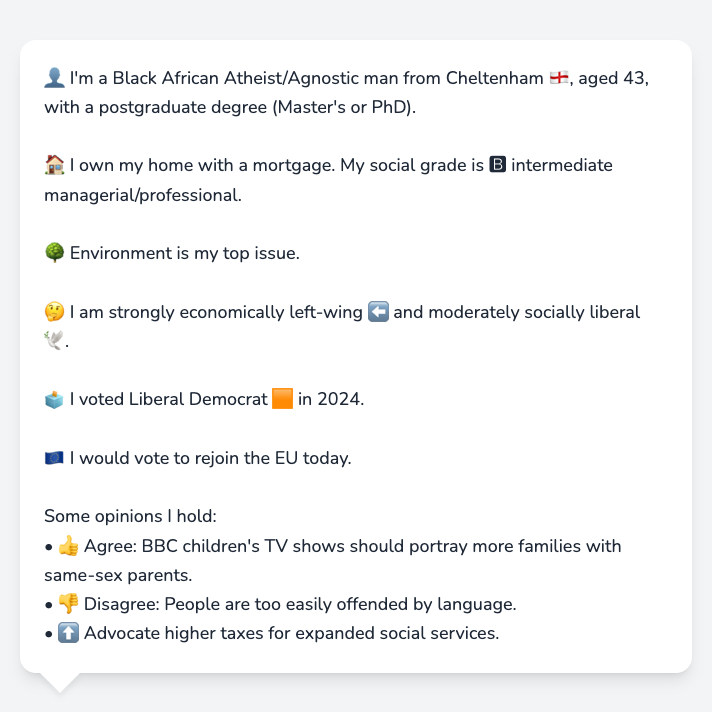 👤 I'm a Black African Atheist/Agnostic man from Cheltenham 🏴󠁧󠁢󠁥󠁮󠁧󠁿, aged 43,
with a postgraduate degree (Master's or PhD).
🏠 I own my home with a mortgage. My social grade is 🅱 intermediate
managerial/professional.
🌳 Environment is my top issue.
🤔 I am strongly economically left-wing ⬅️ and moderately socially liberal
🕊️.
🗳️ I voted Liberal Democrat 🟧 in 2024.
🇪🇺 I would vote to rejoin the EU today.
Some opinions I hold:
• 👍 Agree: BBC children's TV shows should portray more families with
same-sex parents.
• 👎 Disagree: People are too easily offended by language.
• ⬆️ Advocate higher taxes for expanded social services.